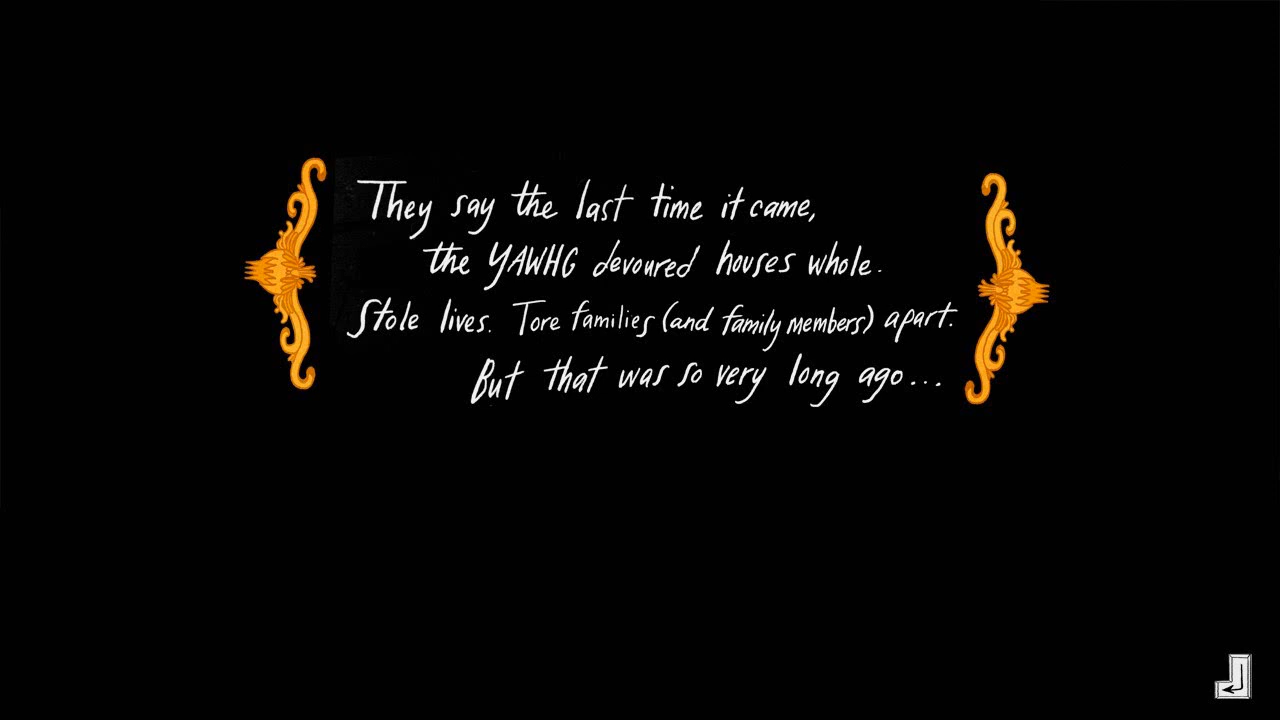 They say the last time it came,
the YAWHG devoured houses whole.
Stole lives. Tore families (and family members) apart.
But that was so very long ago...